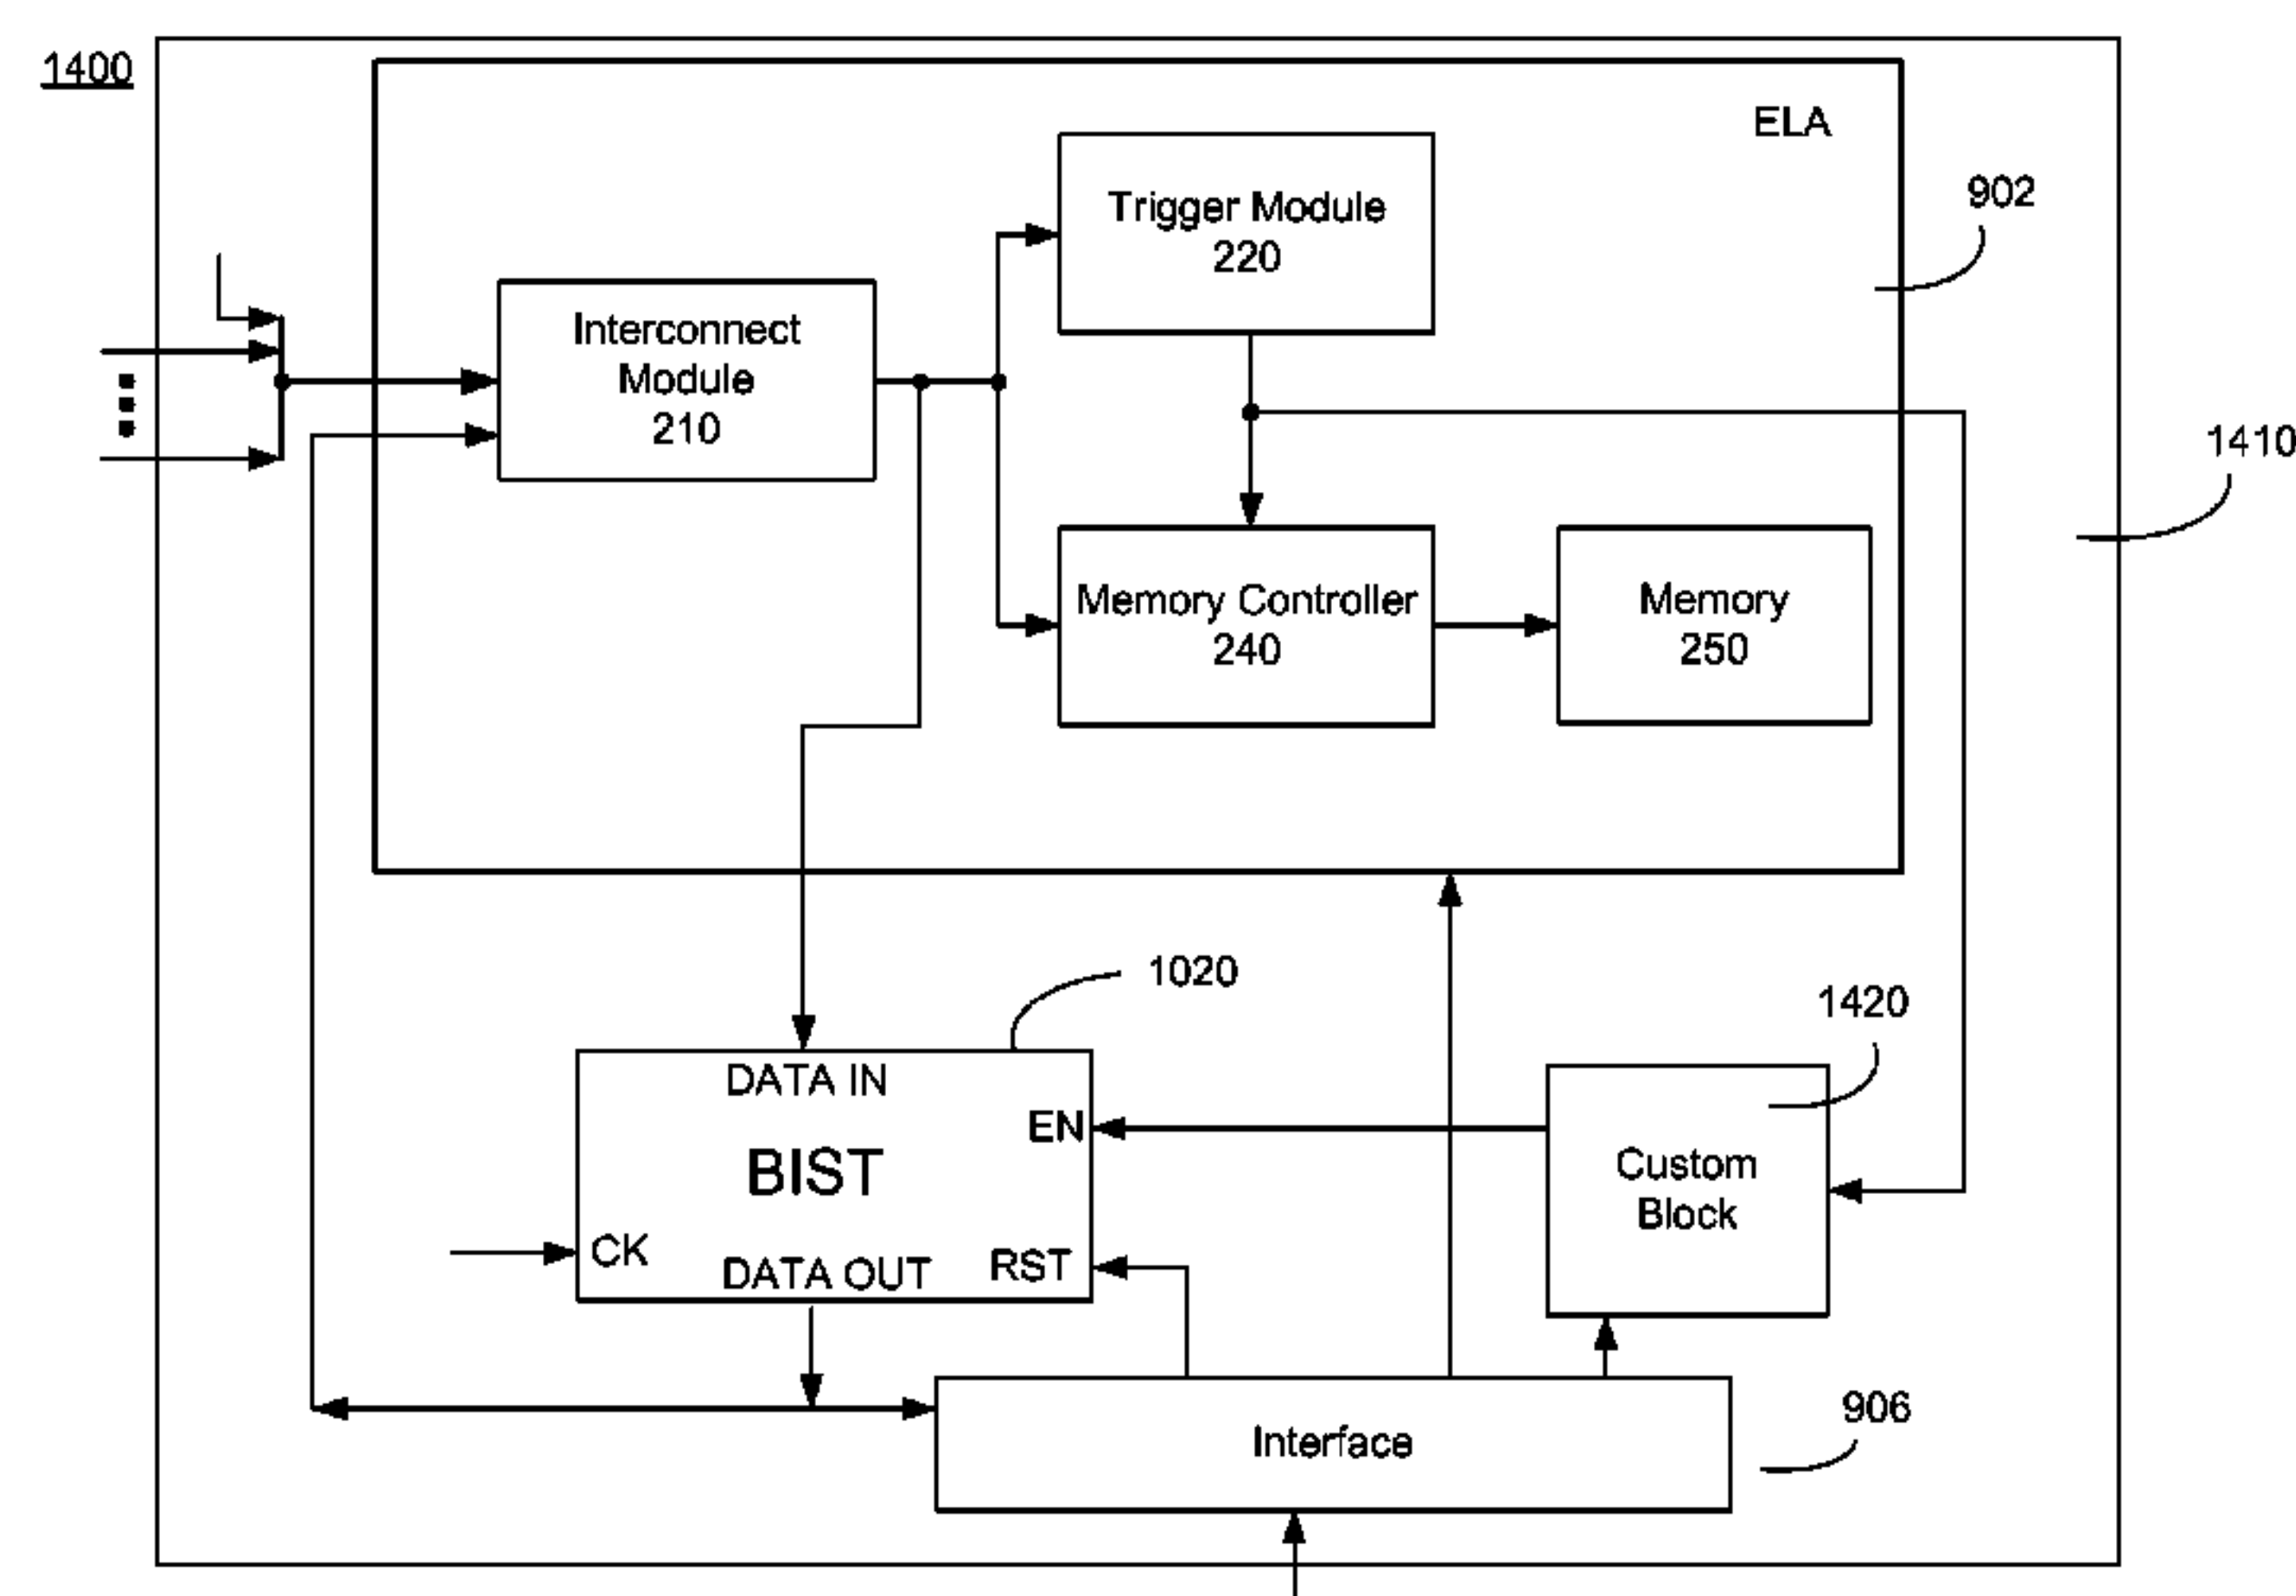 1400
ELA
Trigger Module
220
902
Interconnect
Module
210
1410
Memory Controller
240
Memory
250
1020
1420
DATA IN
EN
BIST
Custom
Block
CK
DATA OUT
RST
906
Interface